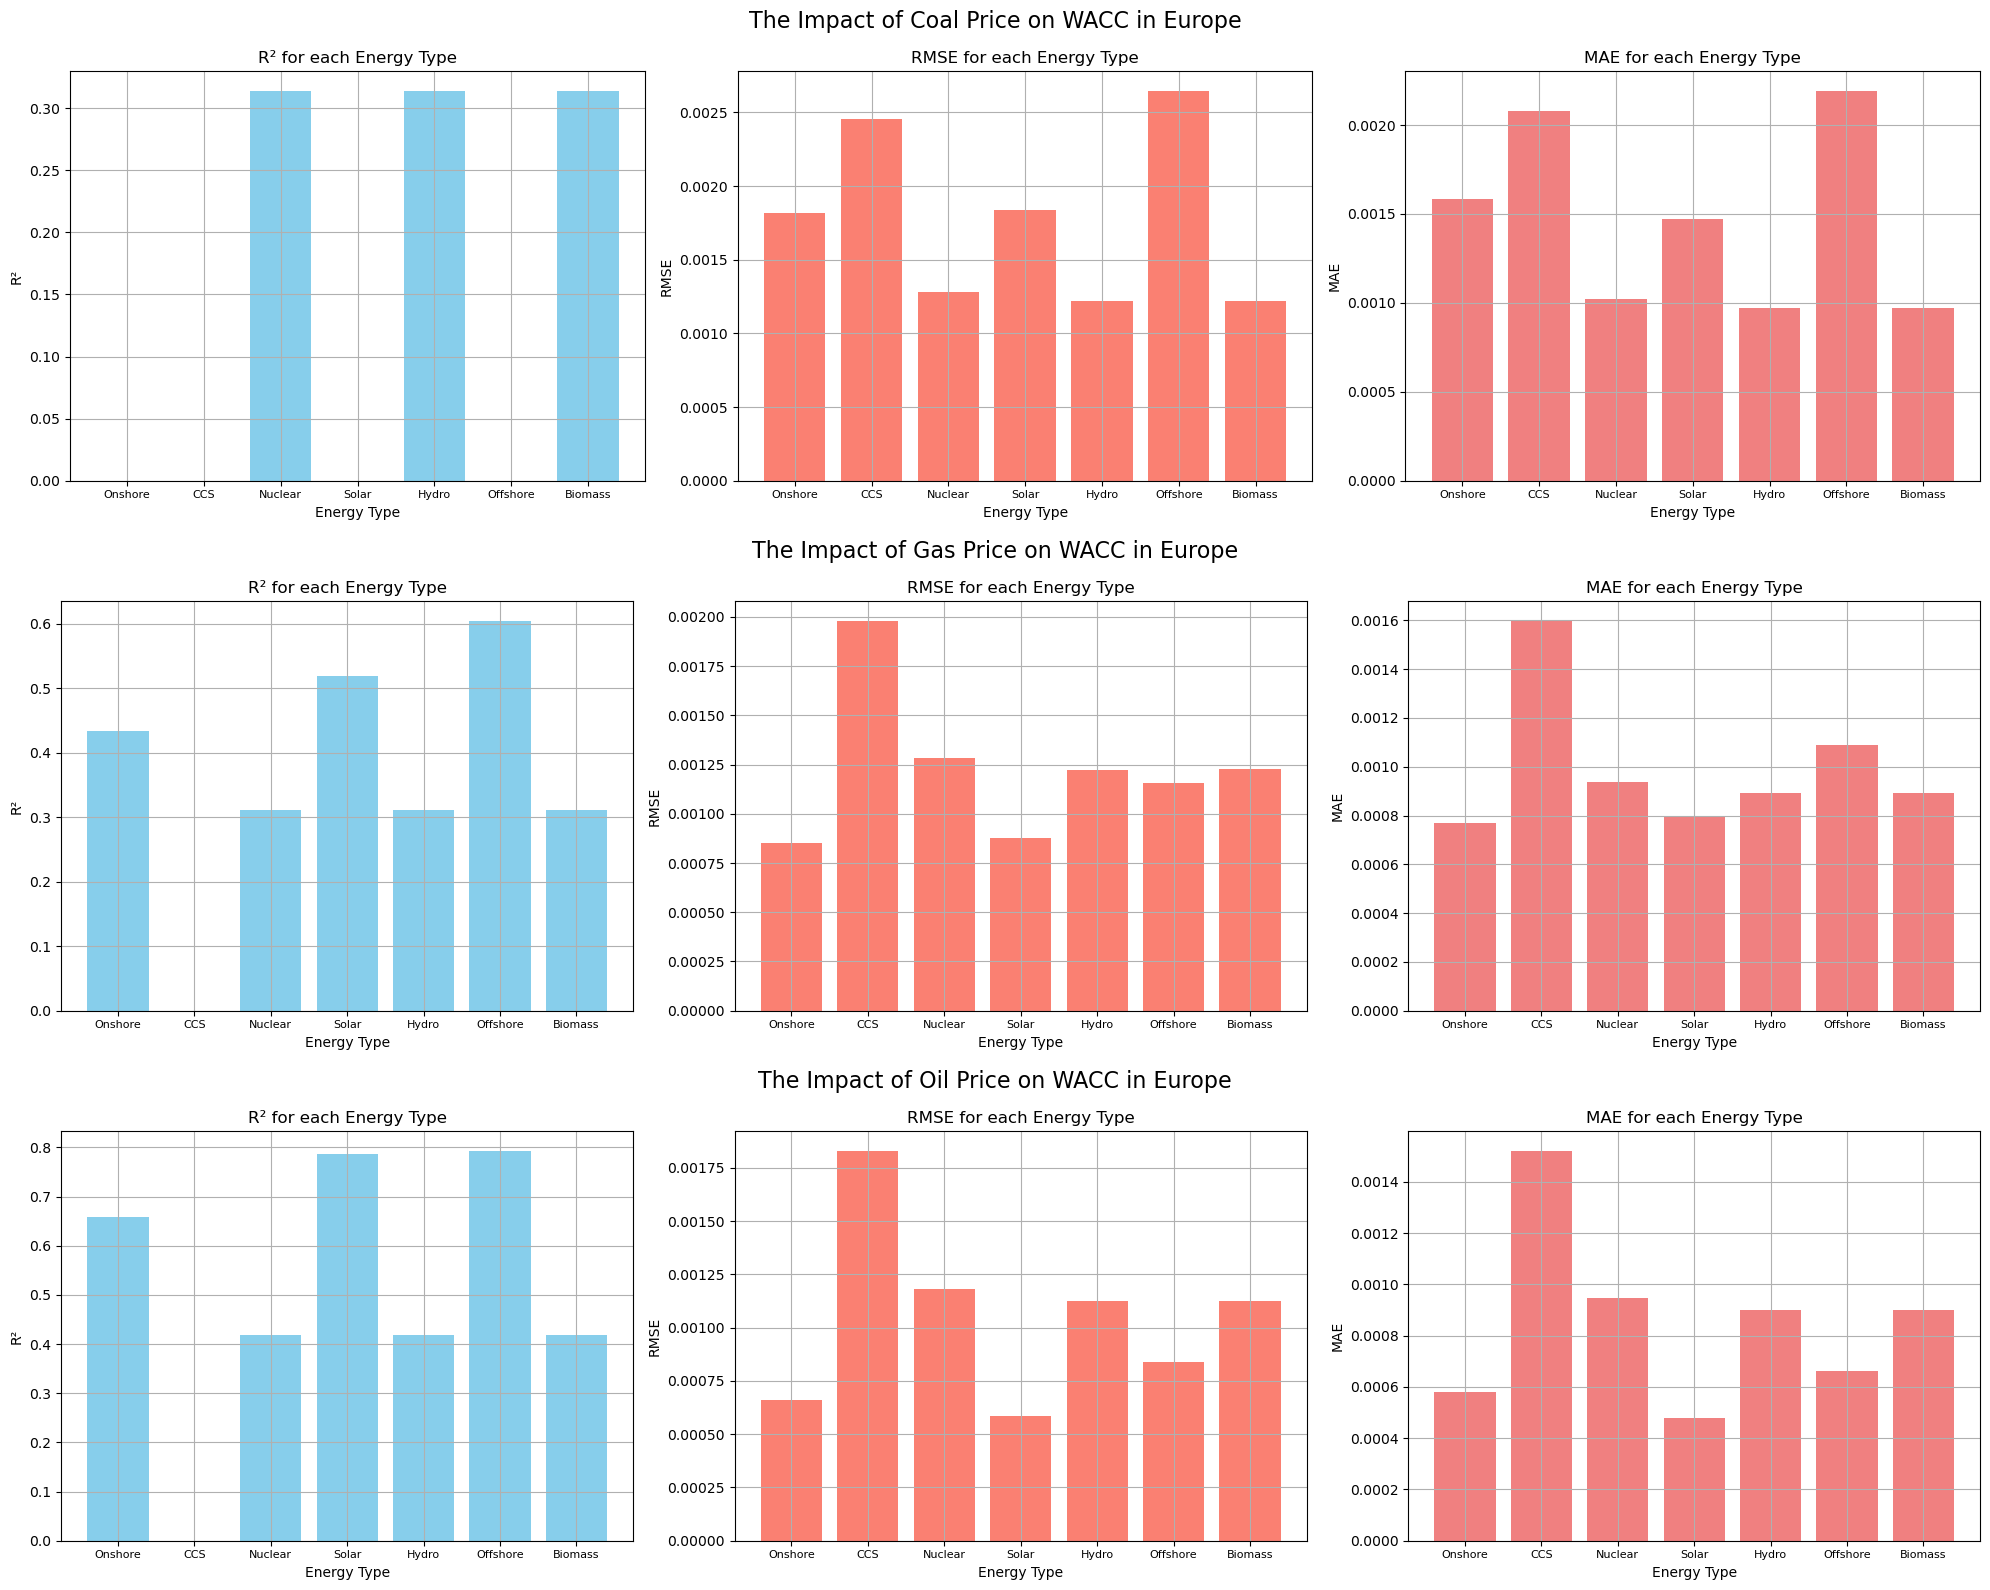 The Impact of Coal Price on WACC in Europe
R² for each Energy Type
0.30
0.25
0.20
0.15
0.10
0.05
0.00
R²
Onshore CCS Nuclear Solar Hydro Offshore Biomass
Energy Type
RMSE for each Energy Type
0.0025
0.0020
0.0015
0.0010
0.0005
0.0000
RMSE
Onshore CCS Nuclear Solar Hydro Offshore Biomass
Energy Type
MAE for each Energy Type
0.0020
0.0015
0.0010
0.0005
0.0000
MAE
Onshore CCS Nuclear Solar Hydro Offshore Biomass
Energy Type
The Impact of Gas Price on WACC in Europe
R² for each Energy Type
0.6
0.5
0.4
0.3
0.2
0.1
0.0
R²
Onshore CCS Nuclear Solar Hydro Offshore Biomass
Energy Type
RMSE for each Energy Type
0.00200
0.00175
0.00150
0.00125
0.00100
0.00075
0.00050
0.00025
0.00000
RMSE
Onshore CCS Nuclear Solar Hydro Offshore Biomass
Energy Type
MAE for each Energy Type
0.0016
0.0014
0.0012
0.0010
0.0008
0.0006
0.0004
0.0002
0.0000
MAE
Onshore CCS Nuclear Solar Hydro Offshore Biomass
Energy Type
The Impact of Oil Price on WACC in Europe
R² for each Energy Type
0.8
0.7
0.6
0.5
0.4
0.3
0.2
0.1
0.0
R²
Onshore CCS Nuclear Solar Hydro Offshore Biomass
Energy Type
RMSE for each Energy Type
0.00175
0.00150
0.00125
0.00100
0.00075
0.00050
0.00025
0.00000
RMSE
Onshore CCS Nuclear Solar Hydro Offshore Biomass
Energy Type
MAE for each Energy Type
0.0014
0.0012
0.0010
0.0008
0.0006
0.0004
0.0002
0.0000
MAE
Onshore CCS Nuclear Solar Hydro Offshore Biomass
Energy Type